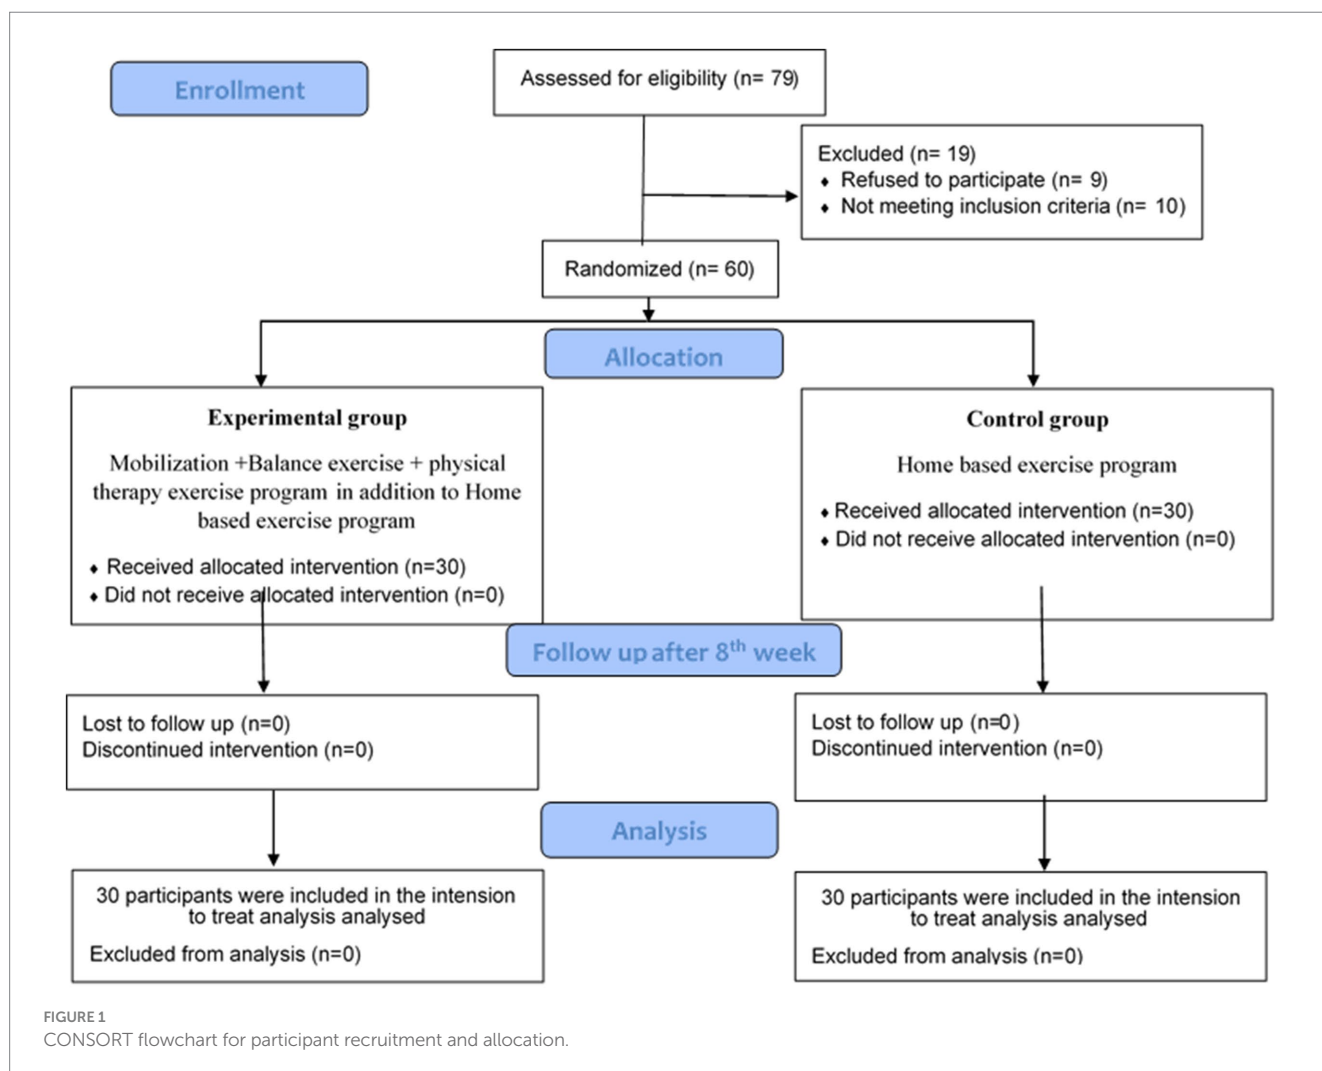 Enrollment
Assessed for eligibility (n= 79)
Excluded (n= 19)
♦ Refused to participate (n= 9)
♦ Not meeting inclusion criteria (n= 10)
Randomized (n= 60)
Allocation
Experimental group
Mobilization +Balance exercise + physical
therapy exercise program in addition to Home
based exercise program
♦ Received allocated intervention (n=30)
♦ Did not receive allocated intervention (n=0)
Control group
Home based exercise program
♦ Received allocated intervention (n=30)
♦ Did not receive allocated intervention (n=0)
Follow up after 8th week
Lost to follow up (n=0)
Discontinued intervention (n=0)
Lost to follow up (n=0)
Discontinued intervention (n=0)
Analysis
30 participants were included in the intension
to treat analysis analysed
Excluded from analysis (n=0)
30 participants were included in the intension
to treat analysis analysed
Excluded from analysis (n=0)
FIGURE 1
CONSORT flowchart for participant recruitment and allocation.